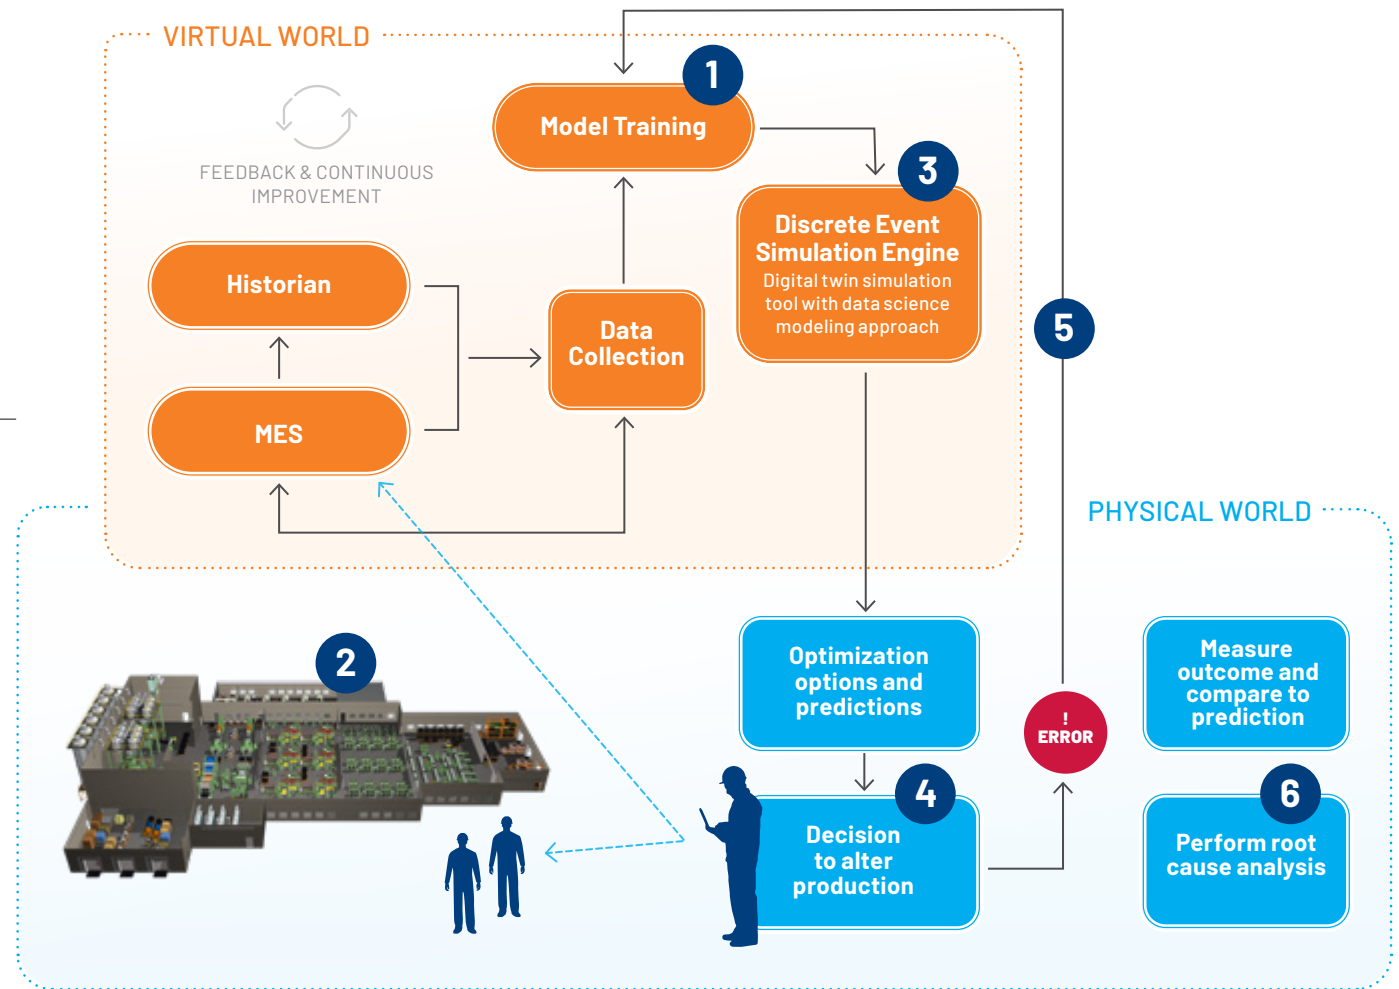 VIRTUAL WORLD
1
Model Training
FEEDBACK & CONTINUOUS
IMPROVEMENT
3
Discrete Event
Simulation Engine
Digital twin simulation
tool with data science
modeling approach
Historian
Data
Collection
5
MES
PHYSICAL WORLD
2
Optimization
options and
predictions
Measure
outcome and
compare to
prediction
!
ERROR
4
Decision
to alter
production
6
Perform root
cause analysis